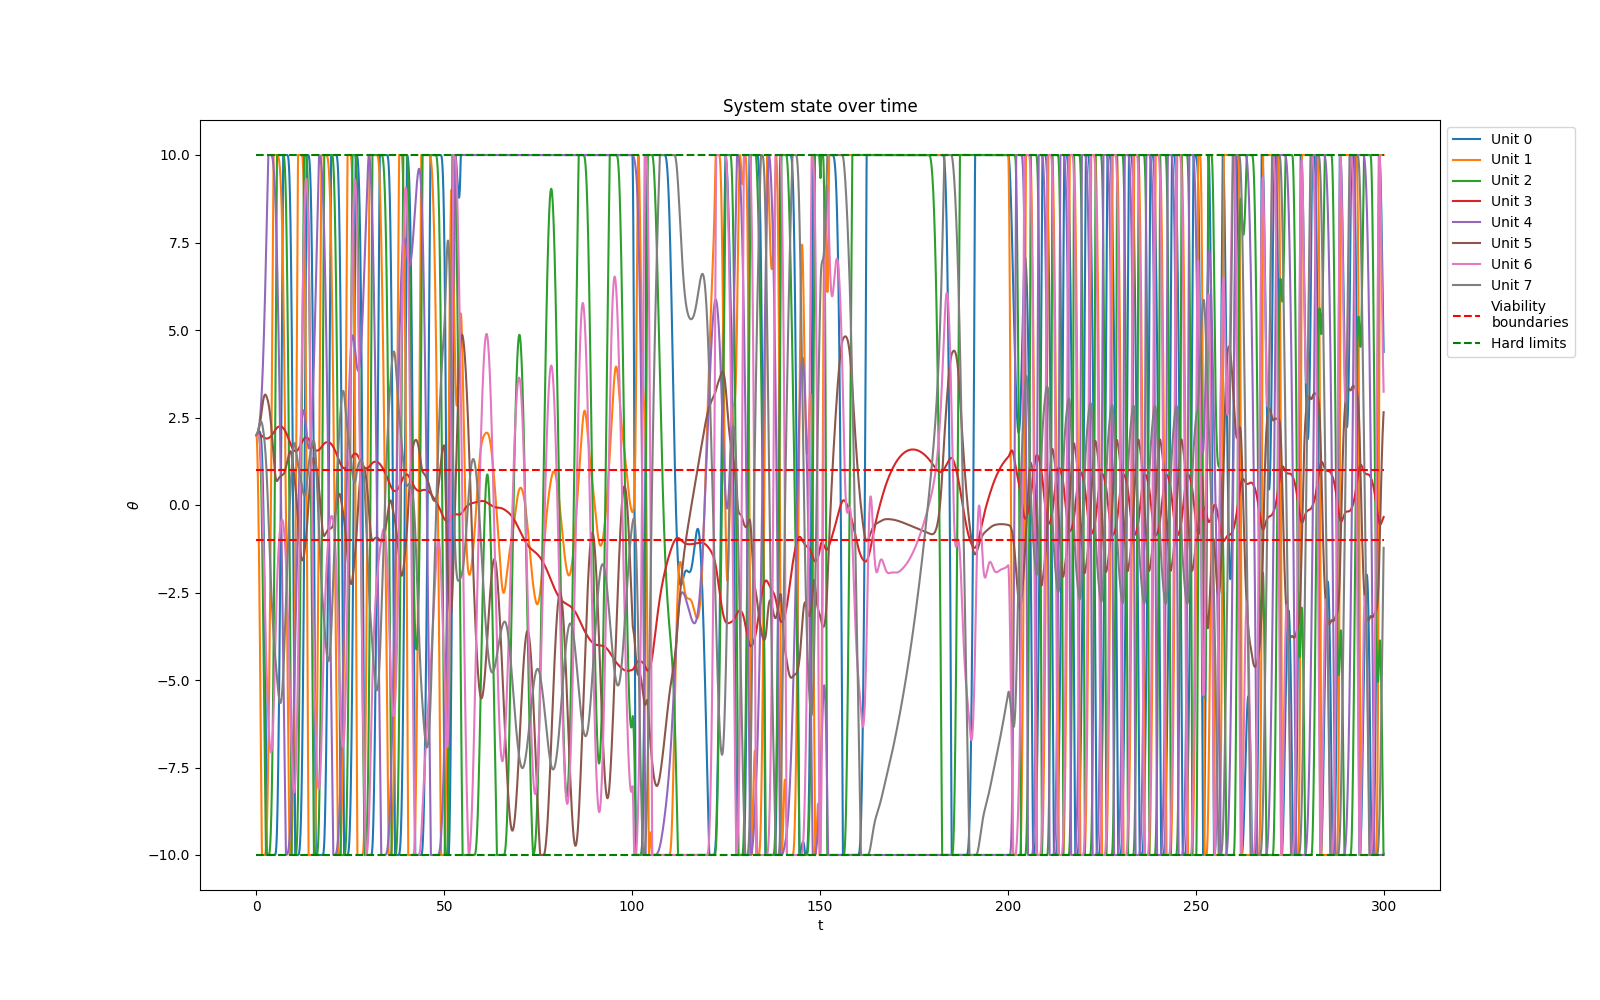 System state over time
10.0
7.5
5.0
2.5
0.0
−2.5
−5.0
−7.5
−10.0
θ
0
50
100
150
200
250
300
t
Unit 0
Unit 1
Unit 2
Unit 3
Unit 4
Unit 5
Unit 6
Unit 7
Viability
boundaries
Hard limits